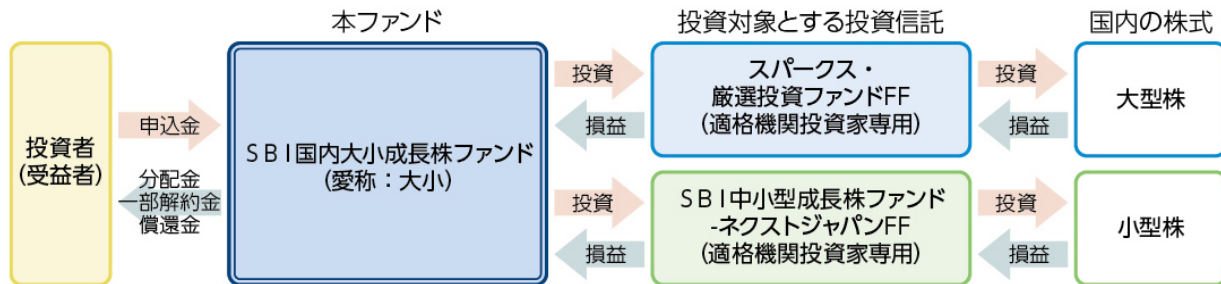 本ファンド
投資対象とする投資信託
国内の株式
投資者
(受益者)
申込金
分配金
一部解約金
償還金
SBI国内大小成長株ファンド
(愛称:大小)
投資
損益
スパークス・
厳選投資ファンドFF
(適格機関投資家専用)
投資
損益
大型株
投資
損益
SBI中小型成長株ファンド
-ネクストジャパンFF
(適格機関投資家専用)
投資
損益
小型株